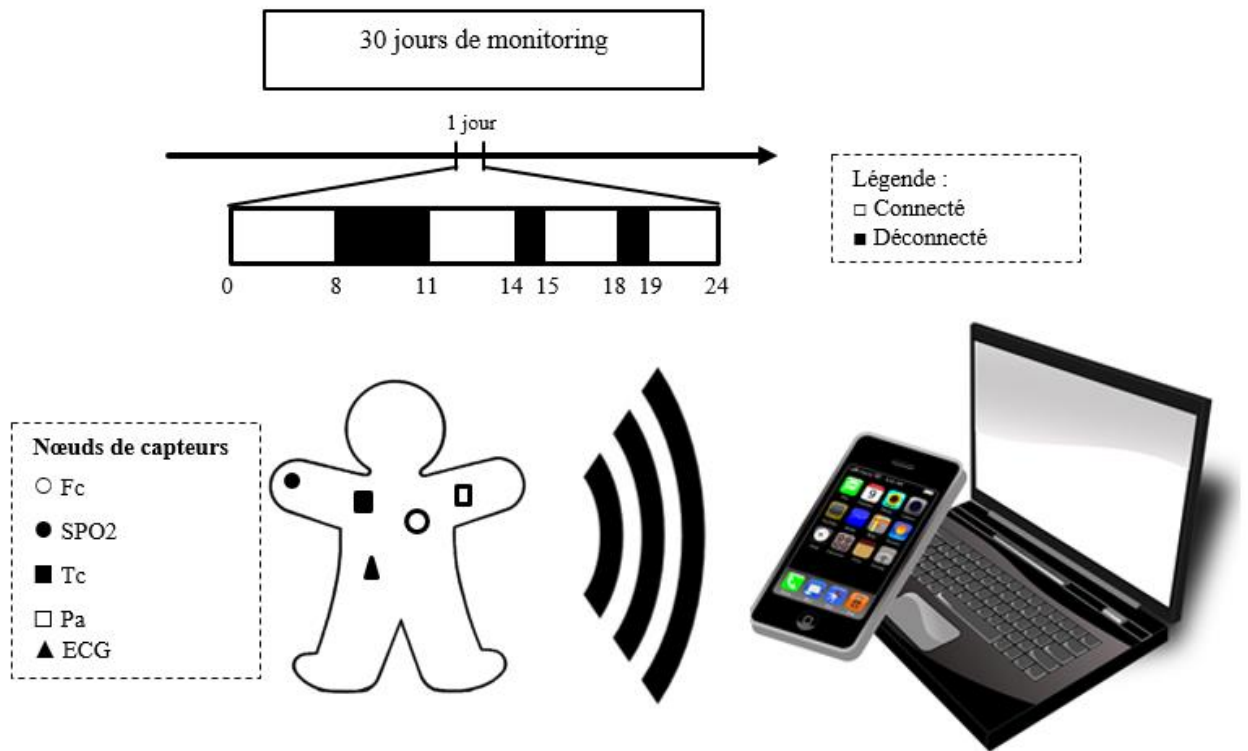 30 jours de monitoring
1 jour
Légende :
□ Connecté
■ Déconnecté
0 8 11 14 15 18 19 24
Nœuds de capteurs
○ Fc
● SPO2
■ Tc
□ Pa
▲ ECG
9